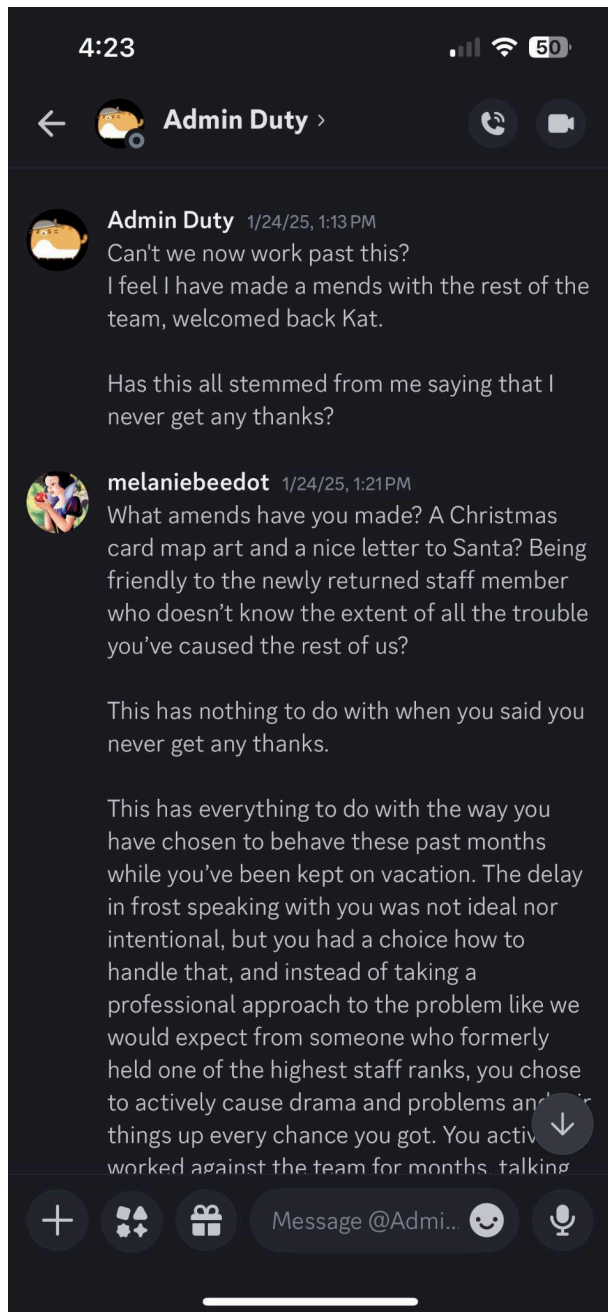 4:23
50
Admin Duty ›
Admin Duty 1/24/25, 1:13 PM
Can't we now work past this?
I feel I have made a mends with the rest of the
team, welcomed back Kat.
Has this all stemmed from me saying that I
never get any thanks?
melaniebeedot 1/24/25, 1:21 PM
What amends have you made? A Christmas
card map art and a nice letter to Santa? Being
friendly to the newly returned staff member
who doesn’t know the extent of all the trouble
you’ve caused the rest of us?
This has nothing to do with when you said you
never get any thanks.
This has everything to do with the way you
have chosen to behave these past months
while you’ve been kept on vacation. The delay
in frost speaking with you was not ideal nor
intentional, but you had a choice how to
handle that, and instead of taking a
professional approach to the problem like we
would expect from someone who formerly
held one of the highest staff ranks, you chose
to actively cause drama and problems and
things up every chance you got. You activ
worked against the team for months, talking
Message @Admi...